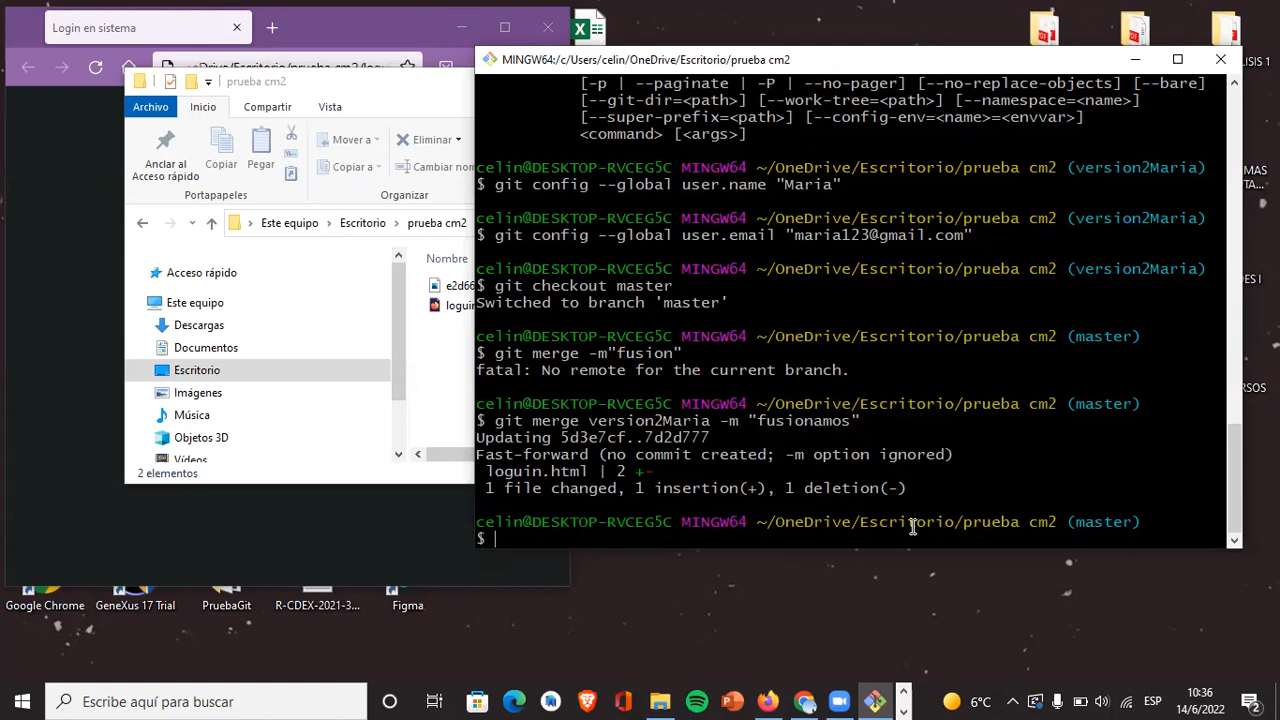 Login en sistema
prueba cm2
Archivo
Inicio
Compartir
Vista
Anclar al
Acceso rápido
Copiar
Pegar
Mover a
Copiar a
Eliminar
Cambiar nom
Portapapeles
Organizar
Este equipo > Escritorio > prueba cm2
Acceso rápido
Este equipo
Descargas
Documentos
Escritorio
Imágenes
Música
Objetos 3D
Vídeos
Nombre
e2d66
loguin
2 elementos
MINGW64:/c/Users/celin/OneDrive/Escritorio/prueba cm2
[-p | --paginate | -P | --no-pager] [--no-replace-objects] [--bare]
[--git-dir=<path>] [--work-tree=<path>] [--namespace=<name>]
[--super-prefix=<path>] [--config-env=<name>=<envvar>]
<command> [<args>]
celin@DESKTOP-RVCEG5C MINGW64 ~/OneDrive/Escritorio/prueba cm2 (version2Maria)
$ git config --global user.name "Maria"
celin@DESKTOP-RVCEG5C MINGW64 ~/OneDrive/Escritorio/prueba cm2 (version2Maria)
$ git config --global user.email "maria123@gmail.com"
celin@DESKTOP-RVCEG5C MINGW64 ~/OneDrive/Escritorio/prueba cm2 (version2Maria)
$ git checkout master
Switched to branch 'master'
celin@DESKTOP-RVCEG5C MINGW64 ~/OneDrive/Escritorio/prueba cm2 (master)
$ git merge -m"fusion"
fatal: No remote for the current branch.
celin@DESKTOP-RVCEG5C MINGW64 ~/OneDrive/Escritorio/prueba cm2 (master)
$ git merge version2Maria -m "fusionamos"
Updating 5d3e7cf..7d2d777
Fast-forward (no commit created; -m option ignored)
loguin.html | 2 +-
1 file changed, 1 insertion(+), 1 deletion(-)
celin@DESKTOP-RVCEG5C MINGW64 ~/OneDrive/Escritorio/prueba cm2 (master)
$
Google Chrome
GeneXus 17 Trial
PruebaGit
R-CDEX-2021-3...
Figma
Escribe aquí para buscar
6°C
ESP
10:36
14/6/2022
2